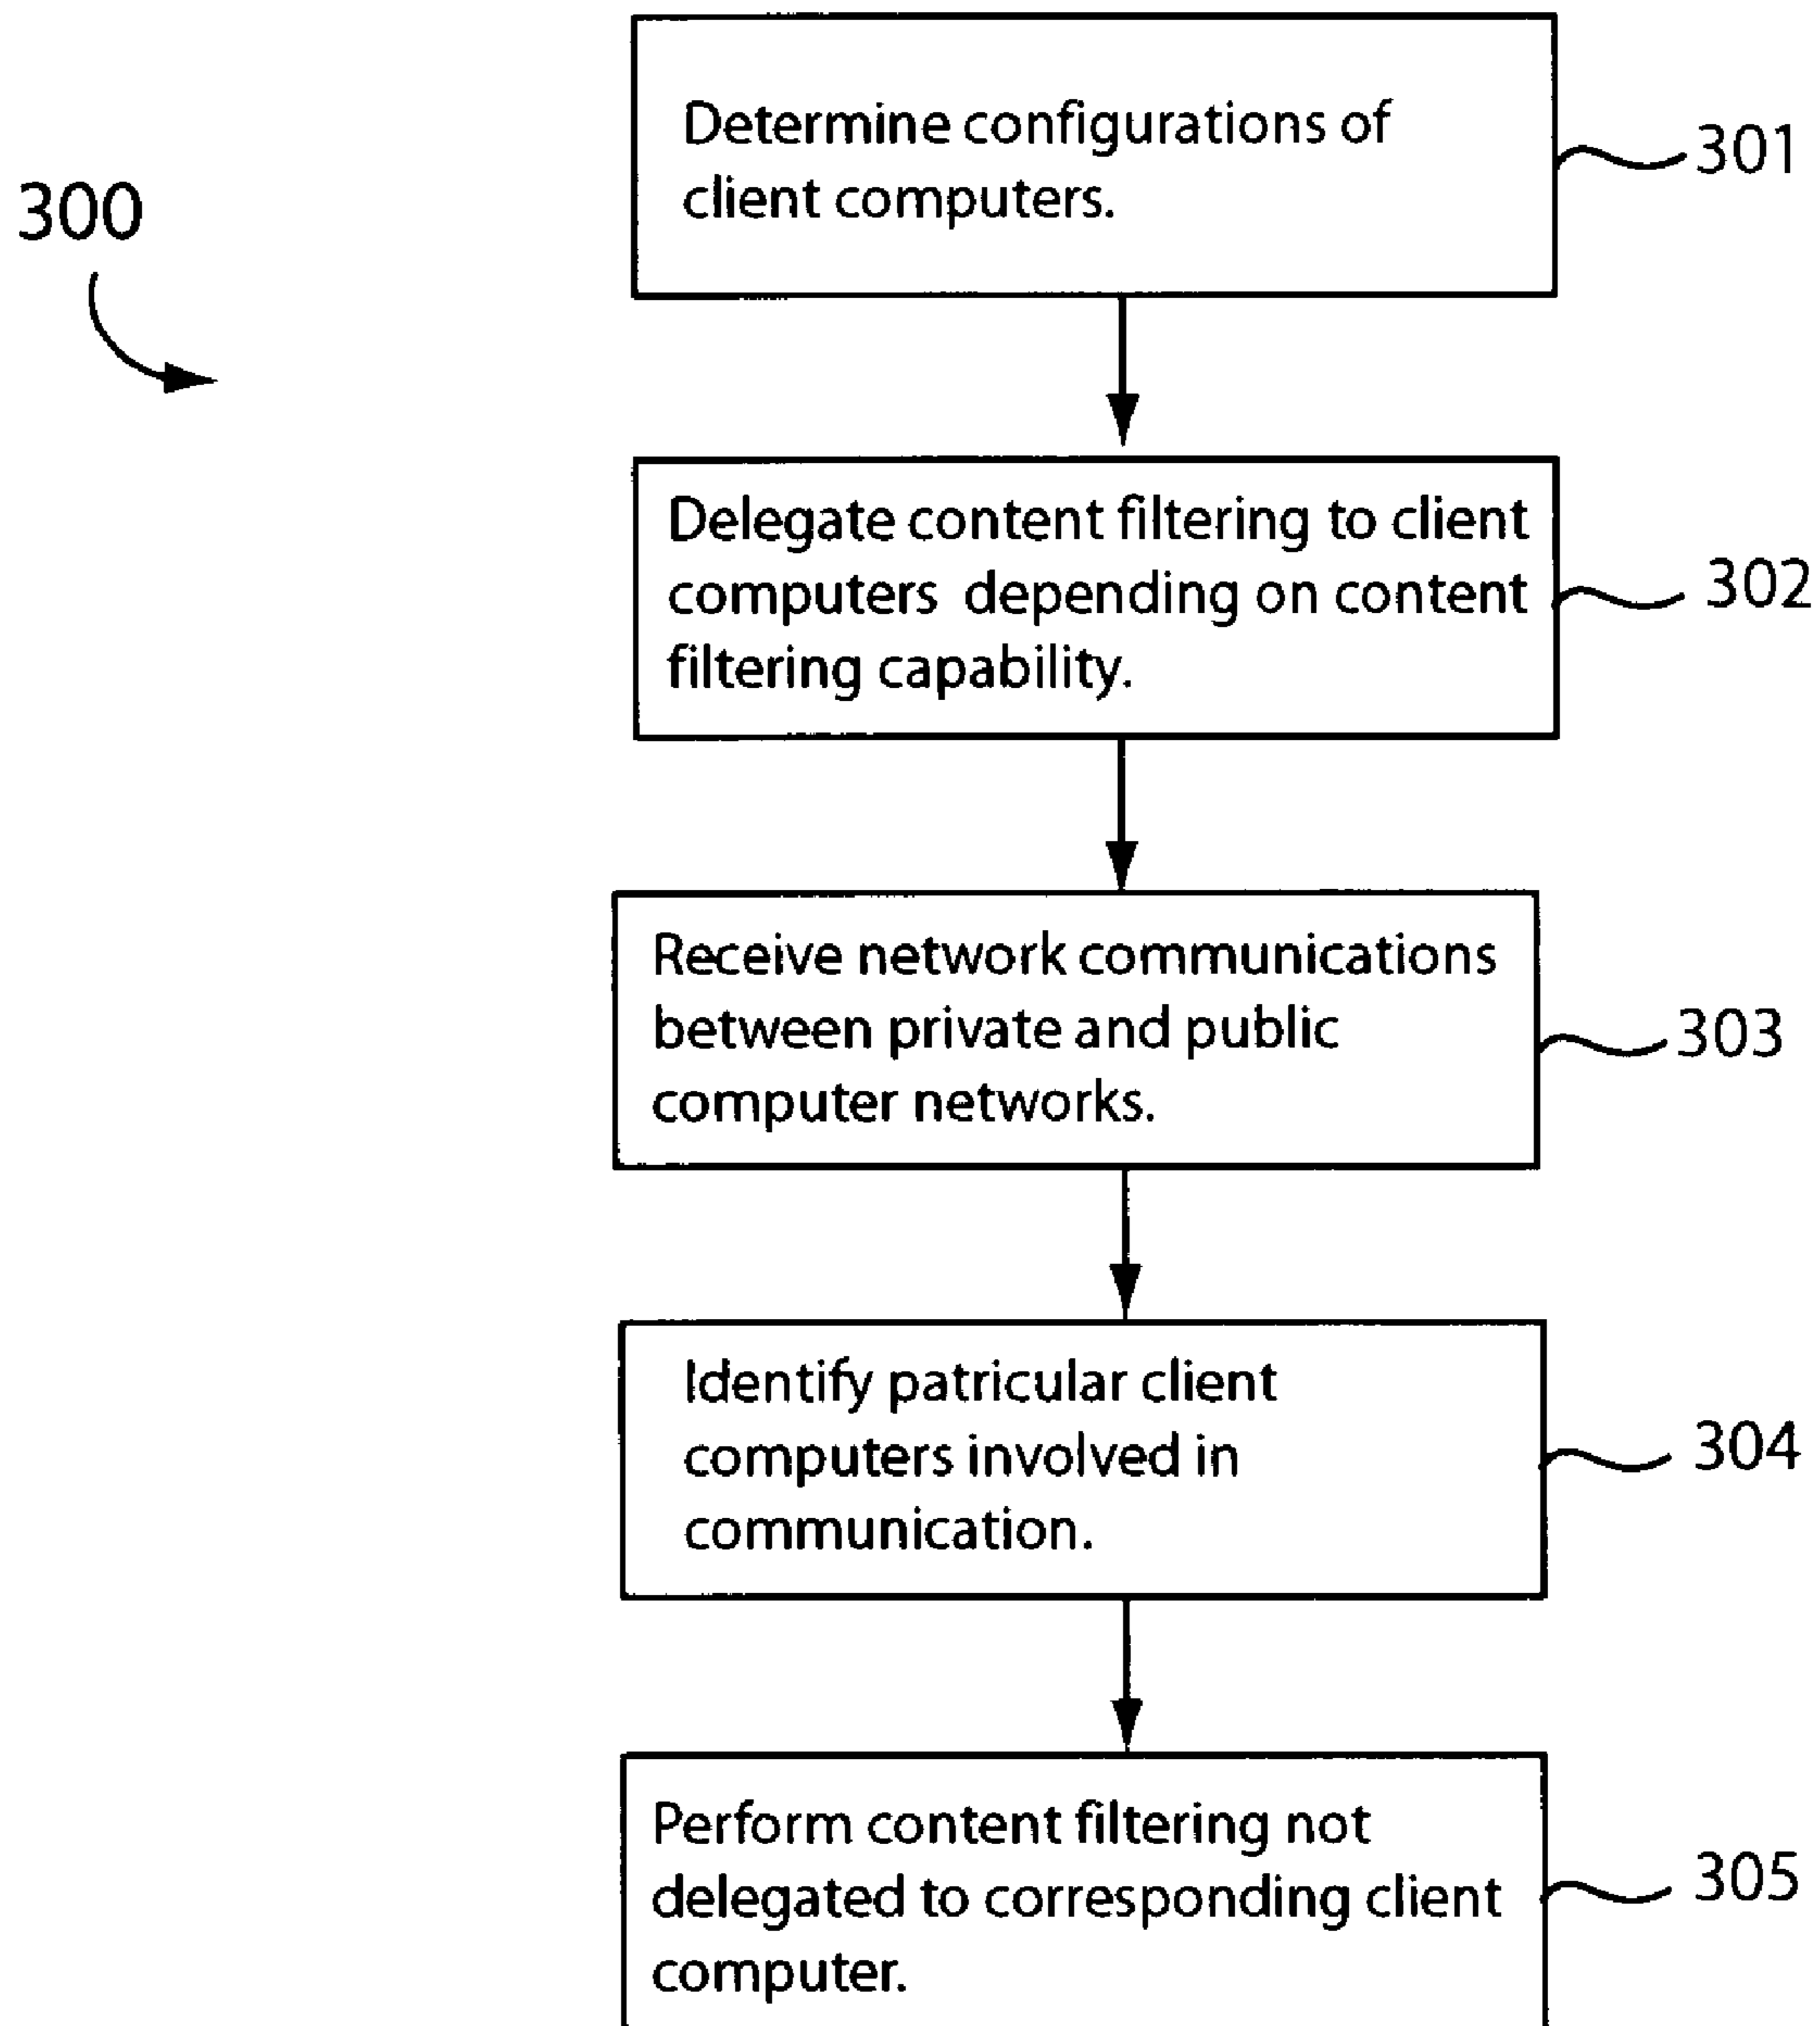 300
Determine configurations of
client computers.
301
Delegate content filtering to client
computers depending on content
filtering capability.
302
Receive network communications
between private and public
computer networks.
303
Identify patricular client
computers involved in
communication.
304
Perform content filtering not
delegated to corresponding client
computer.
305